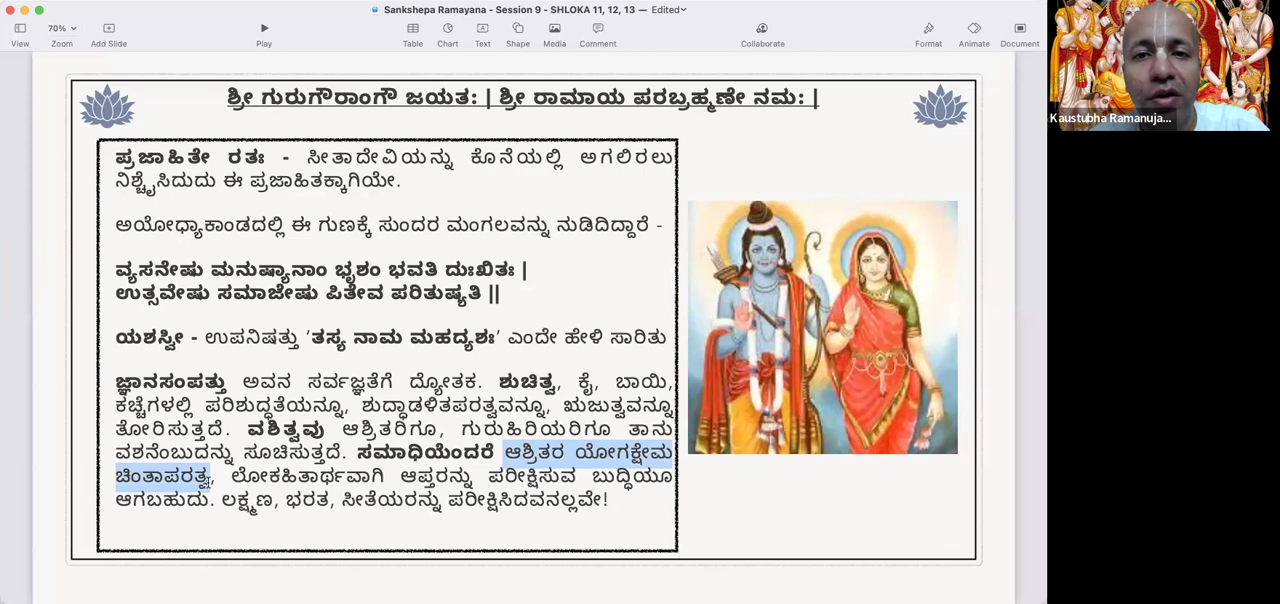 Sankshepa Ramayana - Session 9 - SHLOKA 11, 12, 13 — Edited
70%
View Zoom Add Slide Play Table Chart Text Shape Media Comment Collaborate Format Animate Document
ಶ್ರೀ ಗುರುಗೌರಾಂಗೌ ಜಯತಃ | ಶ್ರೀ ರಾಮಾಯ ಪರಬ್ರಹ್ಮಣೇ ನಮಃ |
ಪ್ರಜಾಹಿತೇ ರತಃ - ಸೀತಾದೇವಿಯನ್ನು ಕೊನೆಯಲ್ಲಿ ಅಗಲಿರಲು
ನಿಶ್ಚೈಸಿದುದು ಈ ಪ್ರಜಾಹಿತಕ್ಕಾಗಿಯೇ.
ಅಯೋಧ್ಯಾಕಾಂಡದಲ್ಲಿ ಈ ಗುಣಕ್ಕೆ ಸುಂದರ ಮಂಗಲವನ್ನು ನುಡಿದಿದ್ದಾರೆ -
ವ್ಯಸನೇಷು ಮನುಷ್ಯಾನಾಂ ಭೃಶಂ ಭವತಿ ದುಃಖಿತಃ |
ಉತ್ಸವೇಷು ಸಮಾಜೇಷು ಪಿತೇವ ಪರಿತುಷ್ಯತಿ ||
ಯಶಸ್ವೀ - ಉಪನಿಷತ್ತು ‘ತಸ್ಯ ನಾಮ ಮಹದ್ಯಶಃ’ ಎಂದೇ ಹೇಳಿ ಸಾರಿತು
ಜ್ಞಾನಸಂಪತ್ತು ಅವನ ಸರ್ವಜ್ಞತೆಗೆ ದ್ಯೋತಕ. ಶುಚಿತ್ವ, ಕೈ, ಬಾಯಿ,
ಕಚ್ಚೆಗಳಲ್ಲಿ ಪರಿಶುದ್ಧತೆಯನ್ನೂ, ಶುದ್ಧಾಡಳಿತಪರತ್ವವನ್ನೂ, ಋಜುತ್ವವನ್ನೂ
ತೋರಿಸುತ್ತದೆ. ವಶಿತ್ವವು ಆಶ್ರಿತರಿಗೂ, ಗುರುಹಿರಿಯರಿಗೂ ತಾನು
ವಶನೆಂಬುದನ್ನು ಸೂಚಿಸುತ್ತದೆ. ಸಮಾಧಿಯೆಂದರೆ ಆಶ್ರಿತರ ಯೋಗಕ್ಷೇಮ
ಚಿಂತಾಪರತ್ವ, ಲೋಕಹಿತಾರ್ಥವಾಗಿ ಆಪ್ತರನ್ನು ಪರೀಕ್ಷಿಸುವ ಬುದ್ಧಿಯೂ
ಆಗಬಹುದು. ಲಕ್ಷ್ಮಣ, ಭರತ, ಸೀತೆಯರನ್ನು ಪರೀಕ್ಷಿಸಿದವನಲ್ಲವೇ!
Kaustubha Ramanuja...